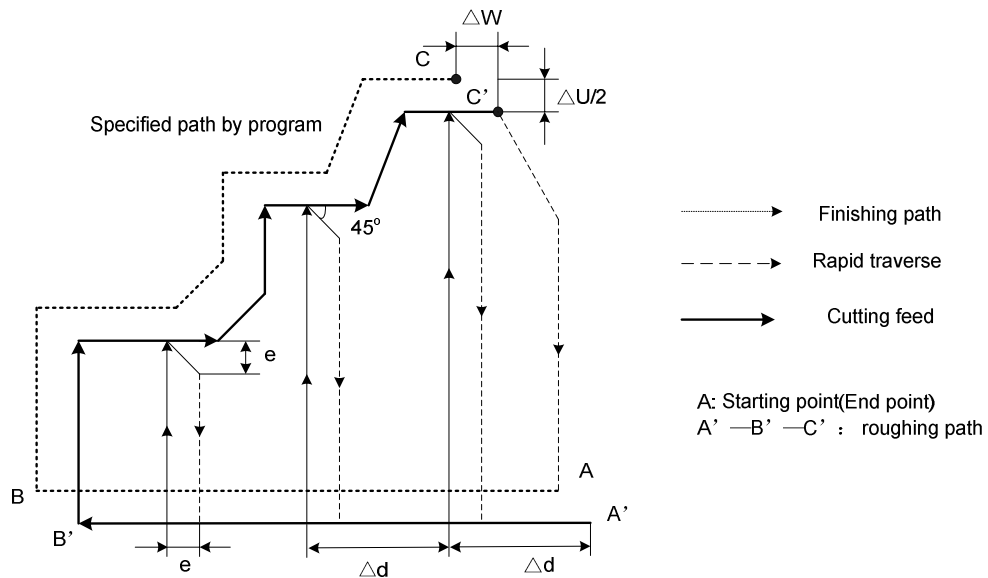 △W
C
C’
△U/2
Specified path by program
45°
Finishing path
Rapid traverse
Cutting feed
e
A: Starting point(End point)
A’ —B’ —C’ : roughing path
A
B
A’
B’
e
△d
△d